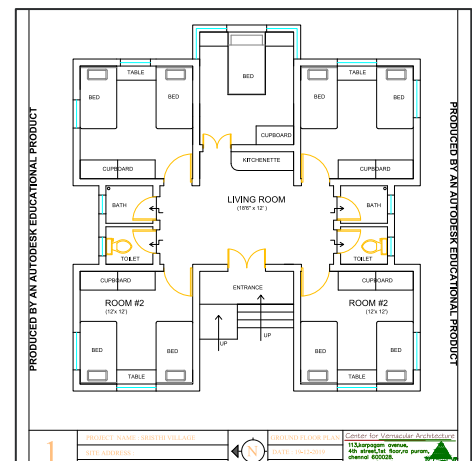 PRODUCED BY AN AUTODESK EDUCATIONAL PRODUCT
PRODUCED BY AN AUTODESK EDUCATIONAL PRODUCT
BED
TABLE
BED
BED
BED
TABLE
BED
CUPBOARD
KITCHENETTE
CUPBOARD
CUPBOARD
BATH
LIVING ROOM
(16'6" x 12' )
BATH
TOILET
TOILET
CUPBOARD
ENTRANCE
CUPBOARD
ROOM #2
(12'x 12')
ROOM #2
(12'x 12')
UP
UP
BED
BED
BED
BED
TABLE
TABLE
1
PROJECT NAME : SRISTHI VILLAGE
SITE ADDRESS
N
GROUND FLOOR PLAN
DATE
Center for Vernacular Architecture
113,karpagam avenue,
4th street,1st floor,ra puram,
chennai 600028.